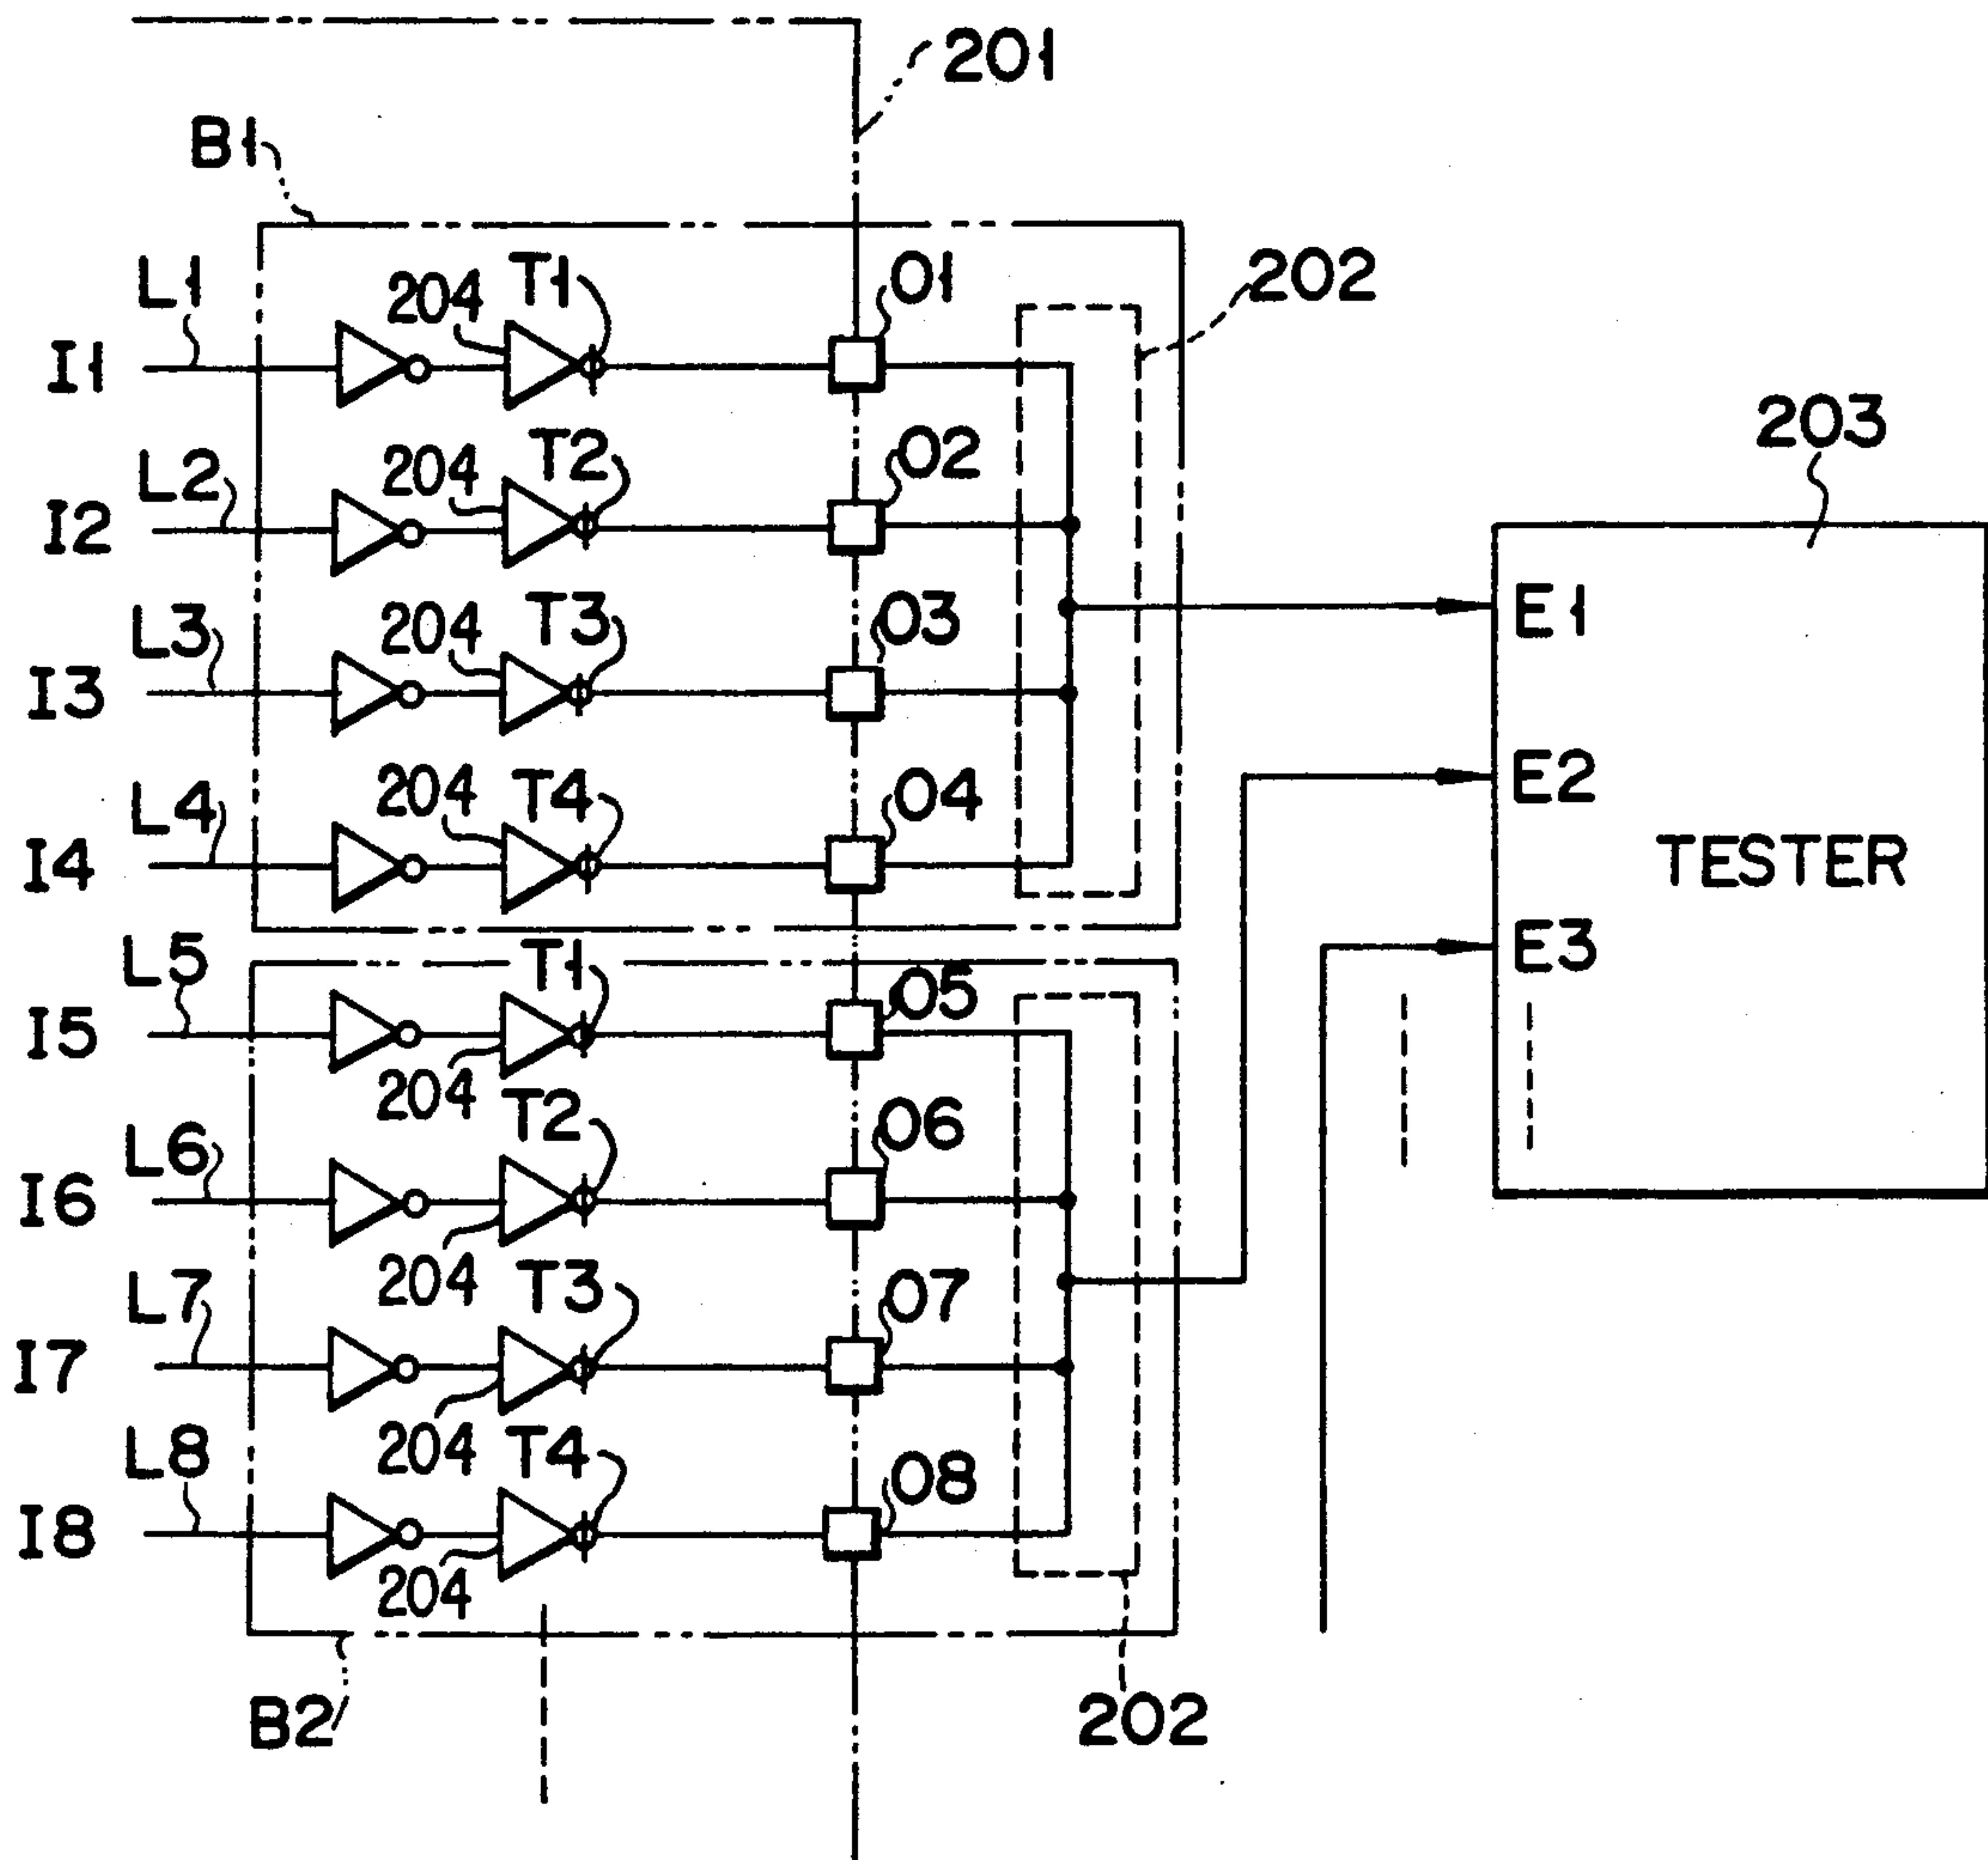 201
B1
L1 204 T1 O1 202
I1
203
L2 204 T2 O2
I2
L3 204 T3 O3 E1
I3
L4 204 T4 O4 E2
I4 TESTER
L5 T1 O5 E3
I5
204 T2 O6
L6
I6
204 T3 O7
L7
I7
204 T4 O8
L8
I8
204
B2 202